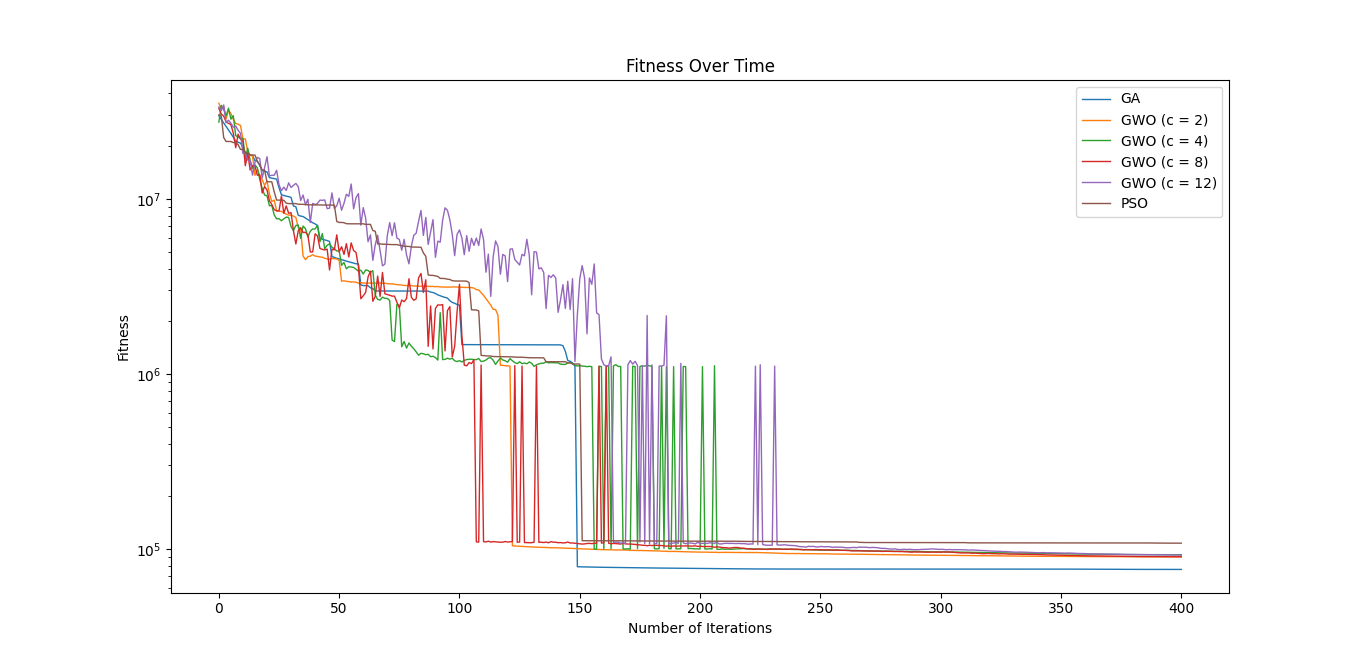 Fitness Over Time
GA
GWO (c = 2)
GWO (c = 4)
GWO (c = 8)
GWO (c = 12)
PSO
Fitness
10⁷
10⁶
10⁵
0 50 100 150 200 250 300 350 400
Number of Iterations